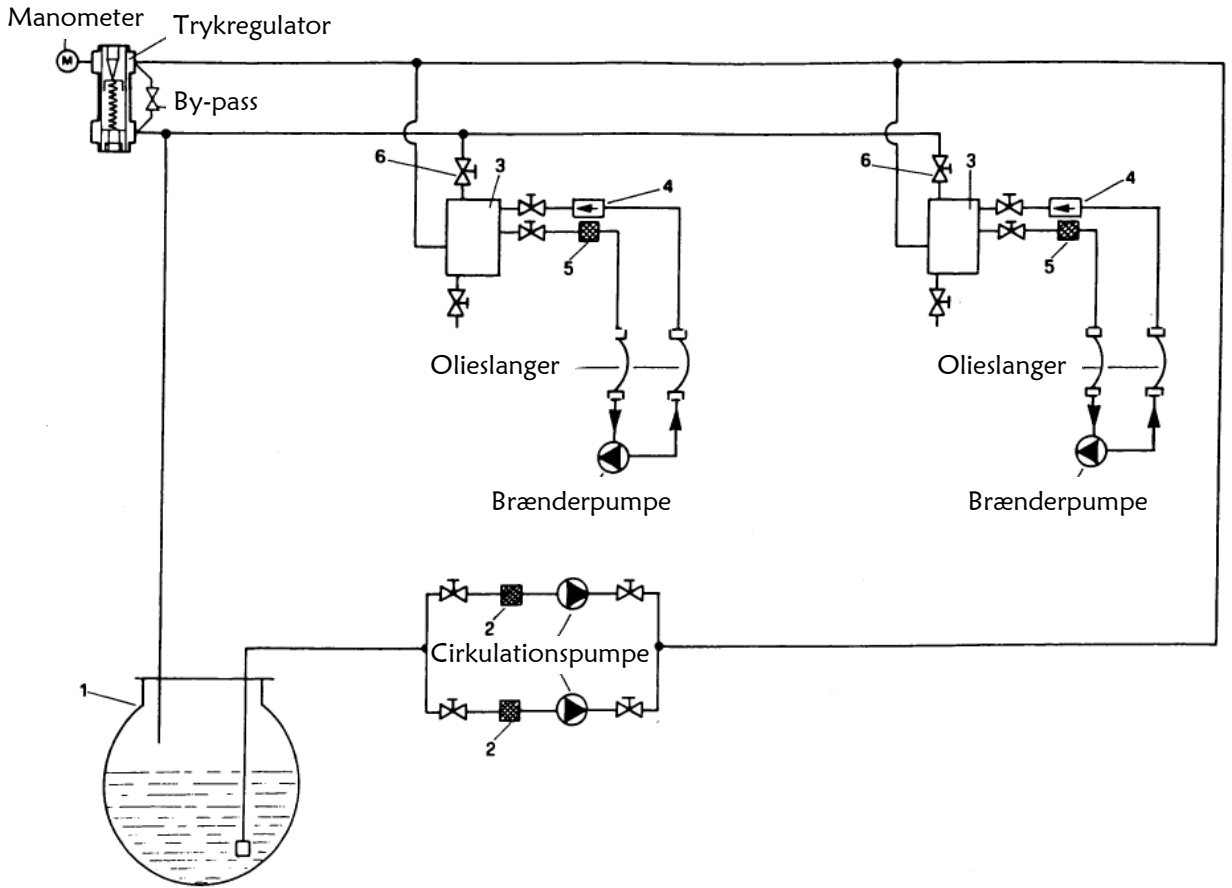 Manometer
Trykregulator
M
By-pass
6
3
4
5
6
3
4
5
Olieslanger
Olieslanger
Brænderpumpe
Brænderpumpe
2
Cirkulationspumpe
1
2